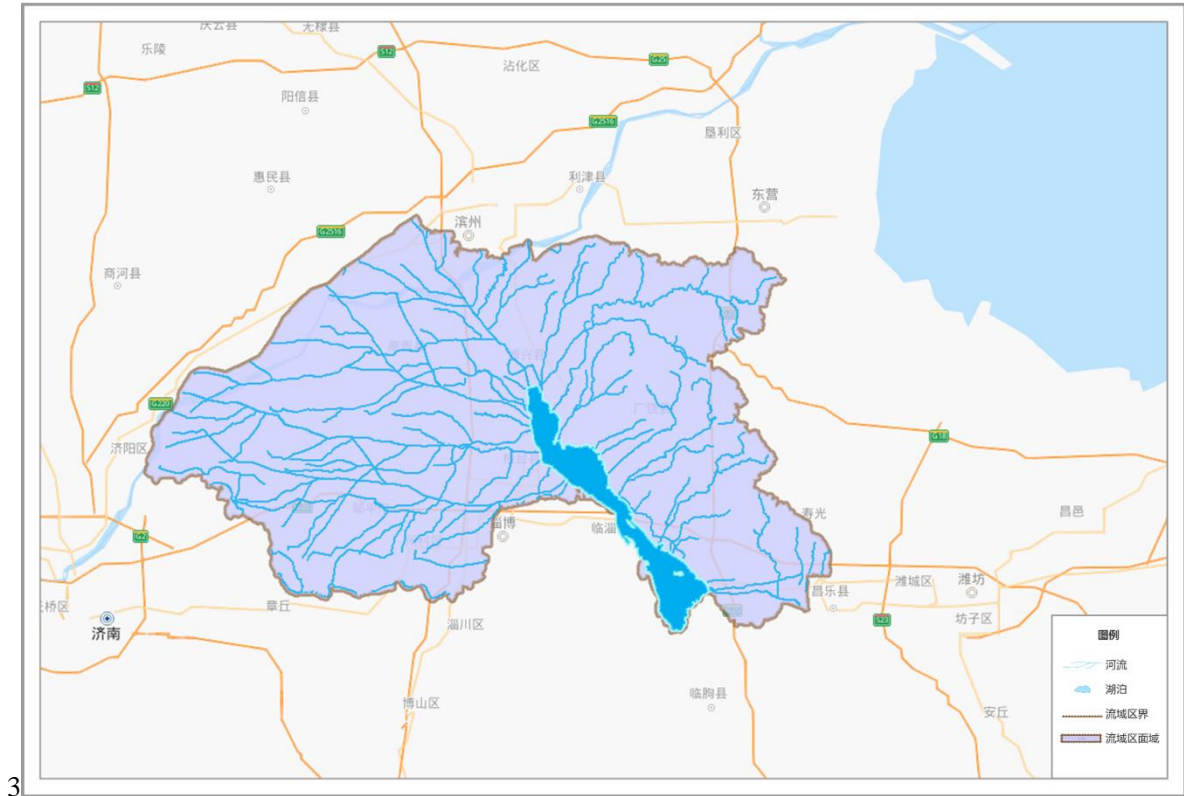 乐陵
无棣县
S12
沾化区
G25
S12
阳信县
G2516
垦利区
惠民县
利津县
东营
滨州
G2516
商河县
G220
济阳区
G18
寿光
昌邑
淄博
临淄
G2
潍城区
潍坊
昌乐县
章丘
济南
淄川区
S23
坊子区
图例
河流
湖泊
临朐县
博山区
安丘
流域区界
流域区面域
3